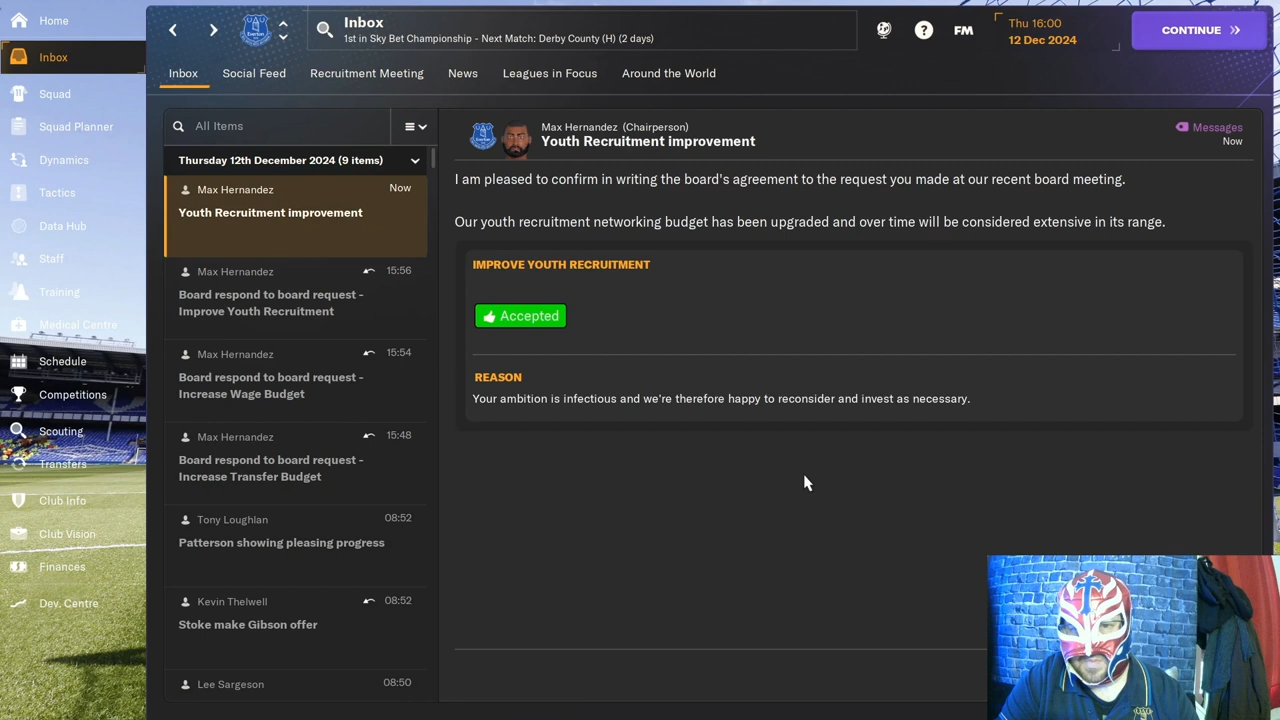 Home
Inbox
Squad
Squad Planner
Dynamics
Tactics
Data Hub
Staff
Training
Medical Centre
Schedule
Competitions
Scouting
Transfers
Club Info
Club Vision
Finances
Dev. Centre
Inbox
1st in Sky Bet Championship - Next Match: Derby County (H) (2 days)
FM
Thu 16:00
12 Dec 2024
CONTINUE
Inbox
Social Feed
Recruitment Meeting
News
Leagues in Focus
Around the World
All Items
Thursday 12th December 2024 (9 items)
Max Hernandez
Now
Youth Recruitment improvement
Max Hernandez
15:56
Board respond to board request -
Improve Youth Recruitment
Max Hernandez
15:54
Board respond to board request -
Increase Wage Budget
Max Hernandez
15:48
Board respond to board request -
Increase Transfer Budget
Tony Loughlan
08:52
Patterson showing pleasing progress
Kevin Thelwell
08:52
Stoke make Gibson offer
Lee Sargeson
08:50
Max Hernandez (Chairperson)
Youth Recruitment improvement
Messages
Now
I am pleased to confirm in writing the board's agreement to the request you made at our recent board meeting.
Our youth recruitment networking budget has been upgraded and over time will be considered extensive in its range.
IMPROVE YOUTH RECRUITMENT
Accepted
REASON
Your ambition is infectious and we're therefore happy to reconsider and invest as necessary.